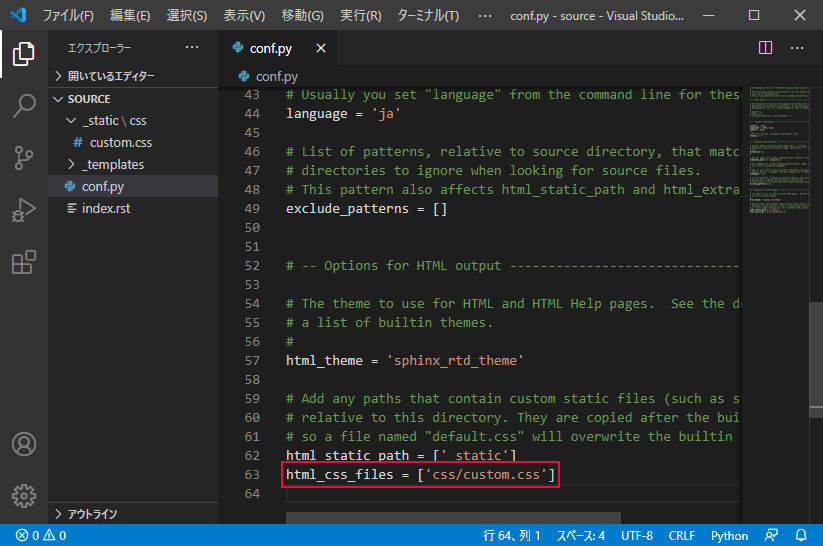 ファイル(F) 編集(E) 選択(S) 表示(V) 移動(G) 実行(R) ターミナル(T) ··· conf.py - source - Visual Studio...
エクスプローラー ···
開いているエディター
SOURCE
_static\css
# custom.css
_templates
conf.py
index.rst
アウトライン
conf.py
conf.py
43 # Usually you set "language" from the command line for these
44 language = 'ja'
45
46 # List of patterns, relative to source directory, that match
47 # directories to ignore when looking for source files.
48 # This pattern also affects html_static_path and html_extra_
49 exclude_patterns = []
50
51
52 # -- Options for HTML output -------------------------------
53
54 # The theme to use for HTML and HTML Help pages.  See the do
55 # a list of builtin themes.
56 #
57 html_theme = 'sphinx_rtd_theme'
58
59 # Add any paths that contain custom static files (such as st
60 # relative to this directory. They are copied after the buil
61 # so a file named "default.css" will overwrite the builtin
62 html_static_path = ['_static']
63 html_css_files = ['css/custom.css']
64
0 0 行 64、列 1 スペース: 4 UTF-8 CRLF Python